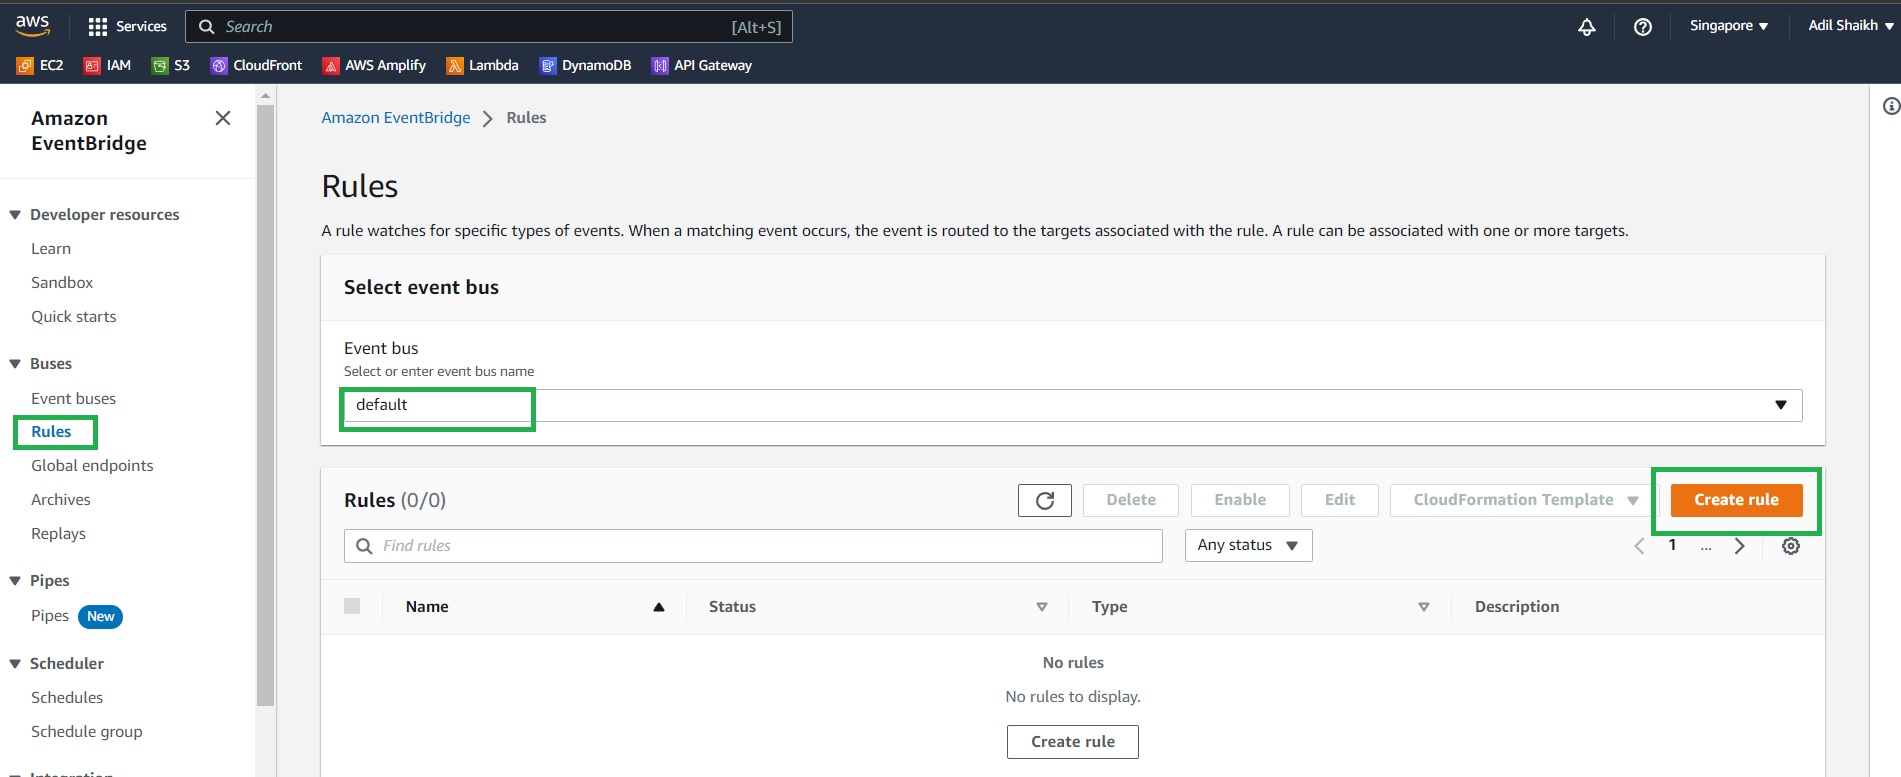 aws
Services
Search
[Alt+S]
Singapore
Adil Shaikh
EC2
IAM
S3
CloudFront
AWS Amplify
Lambda
DynamoDB
API Gateway
Amazon
EventBridge
Developer resources
Learn
Sandbox
Quick starts
Buses
Event buses
Rules
Global endpoints
Archives
Replays
Pipes
Pipes New
Scheduler
Schedules
Schedule group
Integration
Amazon EventBridge
Rules
Rules
A rule watches for specific types of events. When a matching event occurs, the event is routed to the targets associated with the rule. A rule can be associated with one or more targets.
Select event bus
Event bus
Select or enter event bus name
default
Rules (0/0)
Delete
Enable
Edit
CloudFormation Template
Create rule
Find rules
Any status
1
...
Name
Status
Type
Description
No rules
No rules to display.
Create rule